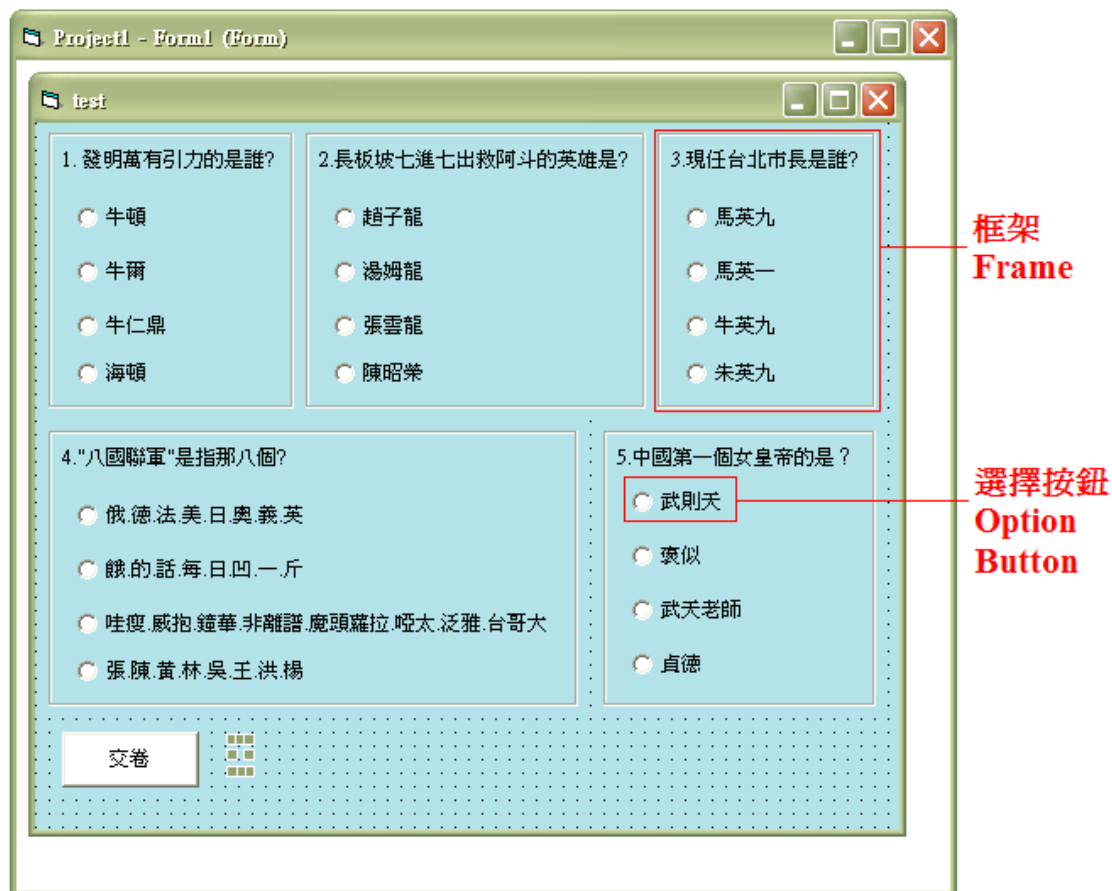 Project1 - Form1 (Form)
test
1. 發明萬有引力的是誰?
牛頓
牛爾
牛仁鼎
海頓
2.長板坡七進七出救阿斗的英雄是?
趙子龍
湯姆龍
張雲龍
陳昭榮
3.現任台北市長是誰?
馬英九
馬英一
牛英九
朱英九
框架
Frame
4."八國聯軍"是指那八個?
俄.德.法.美.日.奧.義.英
餓.的.話.每.日.凹.一.斤
哇瘦.威抱.鐘華.非離譜.魔頭蘿拉.啞太.泛雅.台哥大
張.陳.黃.林.吳.王.洪.楊
5.中國第一個女皇帝的是？
武則天
褒似
武天老師
貞德
選擇按鈕
Option
Button
交卷